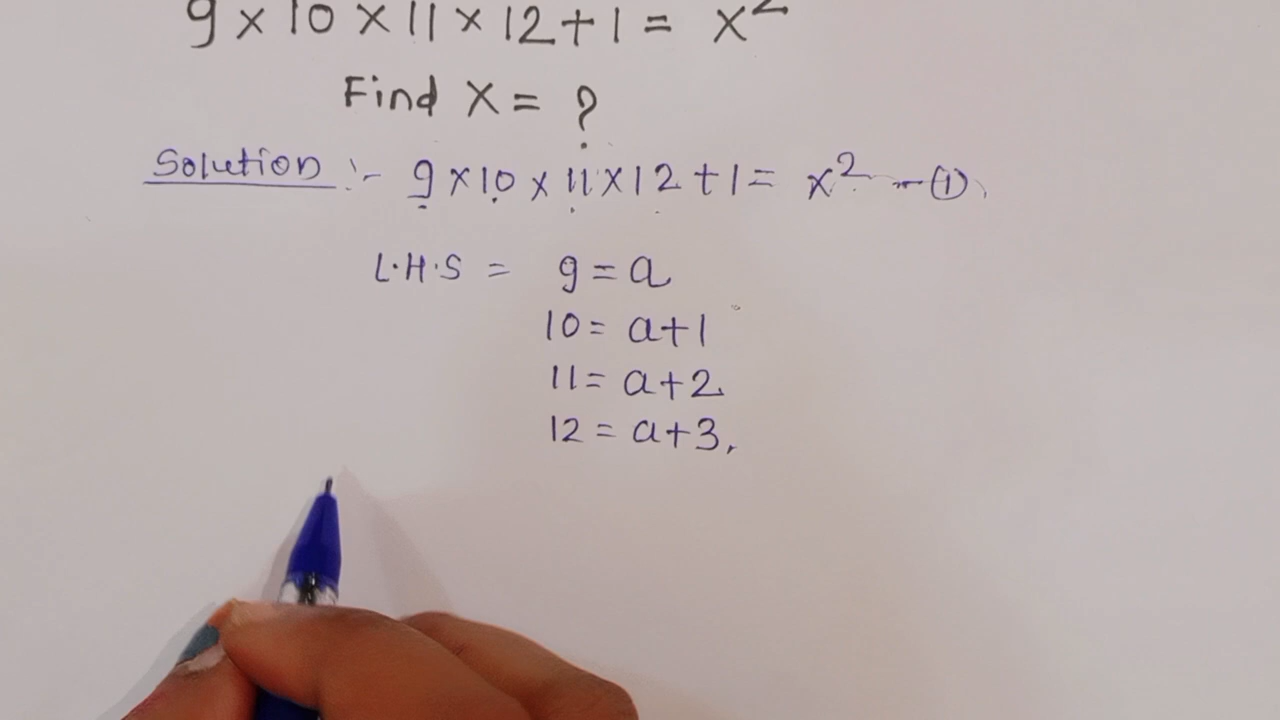 9 × 10 × 11 × 12 + 1 = x²
Find x = ?
Solution :- 9 × 10 × 11 × 12 + 1 = x² - ①
L.H.S = 9 = a
10 = a+1
11 = a+2
12 = a+3,